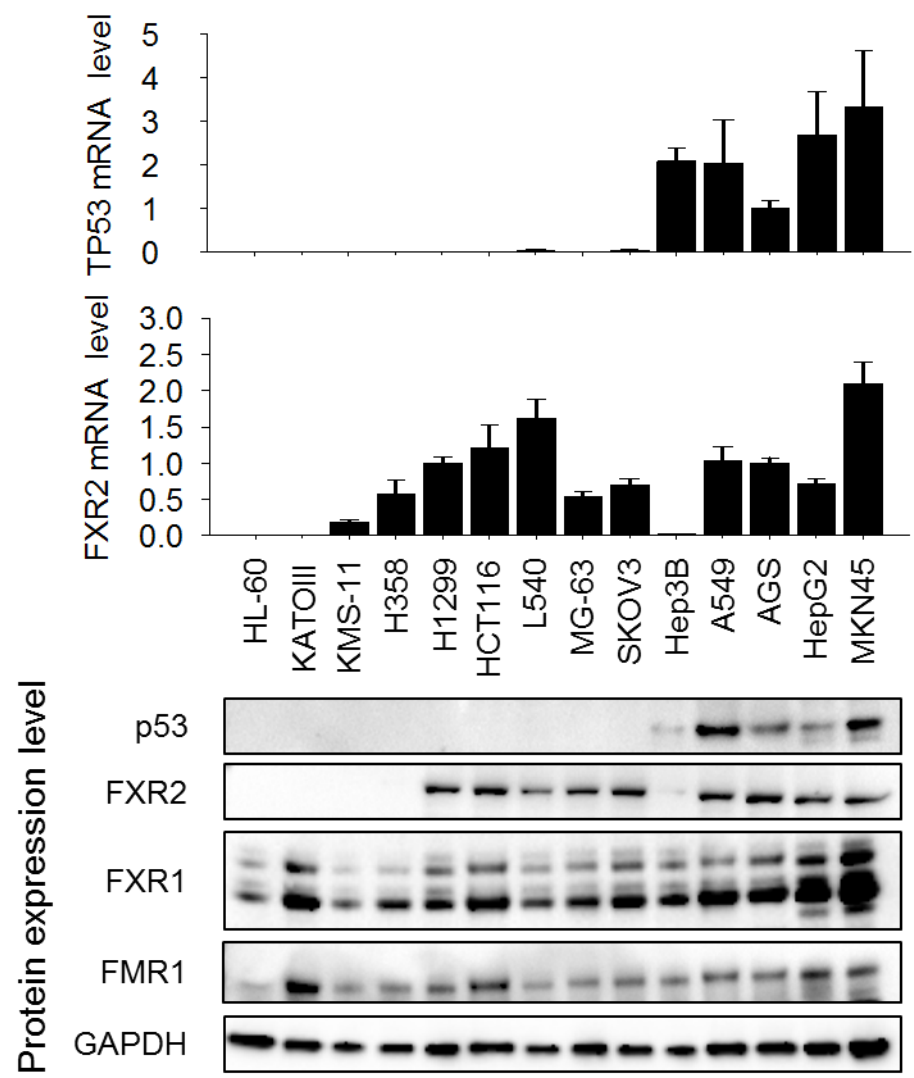 TP53 mRNA level
5
4
3
2
1
0
FXR2 mRNA level
3.0
2.5
2.0
1.5
1.0
0.5
0.0
HL-60
KATOIII
KMS-11
H358
H1299
HCT116
L540
MG-63
SKOV3
Hep3B
A549
AGS
HepG2
MKN45
Protein expression level
p53
FXR2
FXR1
FMR1
GAPDH